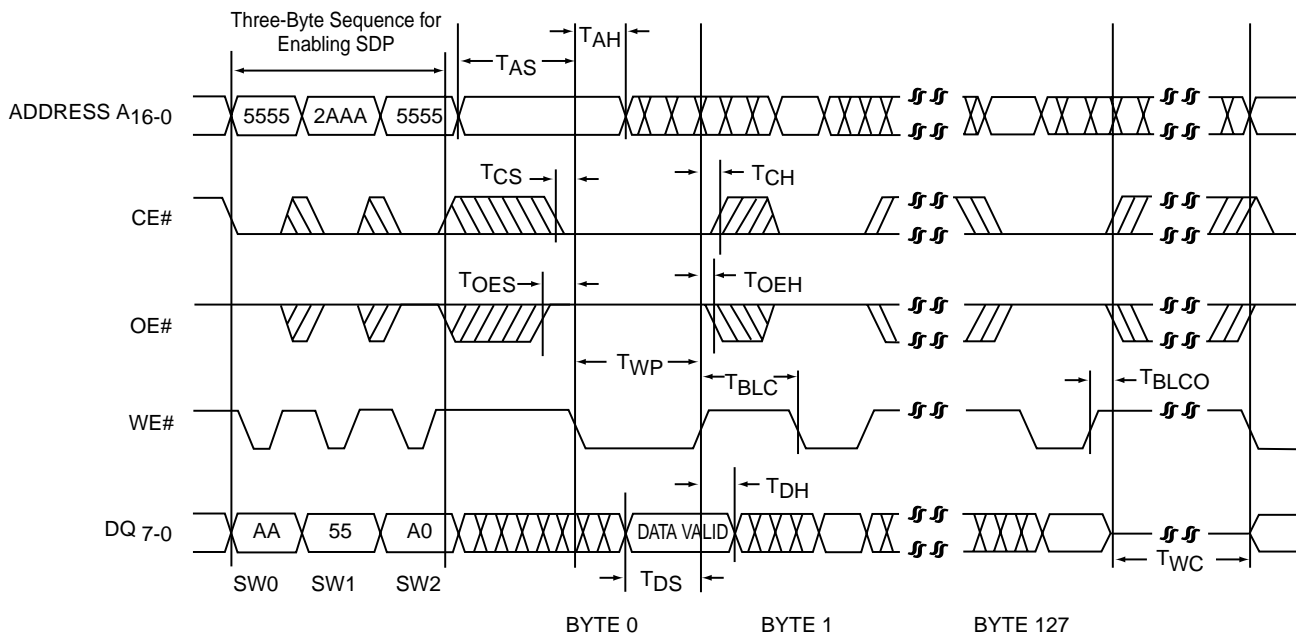 Three-Byte Sequence for
Enabling SDP
TAH
TAS
ADDRESS A16-0
5555
2AAA
5555
TCS
TCH
CE#
TOES
TOEH
OE#
TWP
TBLC
TBLCO
WE#
TDH
DQ 7-0
AA
55
A0
DATA VALID
SW0
SW1
SW2
TDS
TWC
BYTE 0
BYTE 1
BYTE 127